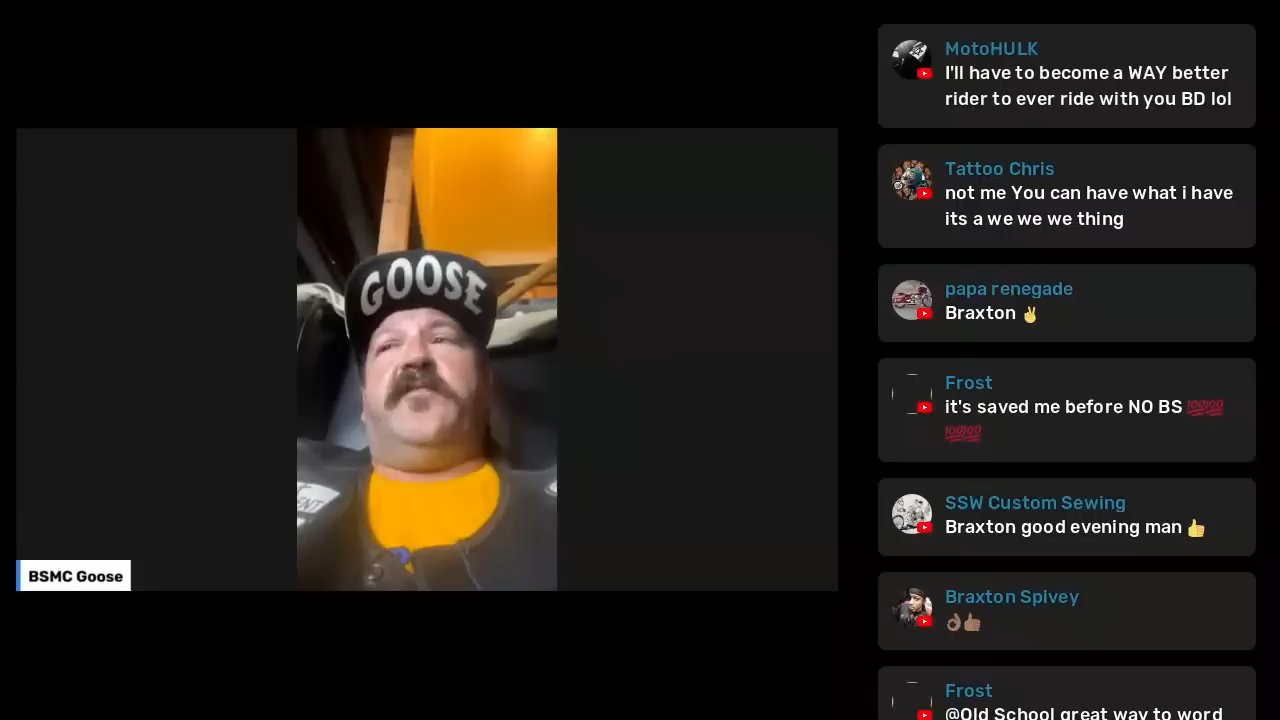 MotoHULK
I'll have to become a WAY better
rider to ever ride with you BD lol
Tattoo Chris
not me You can have what i have
its a we we we thing
papa renegade
Braxton ✌
Frost
it's saved me before NO BS 💯💯
💯💯
SSW Custom Sewing
Braxton good evening man 👍
Braxton Spivey
👌🏽👍🏽
Frost
@Old School great way to word
GOOSE
ENT
BSMC Goose